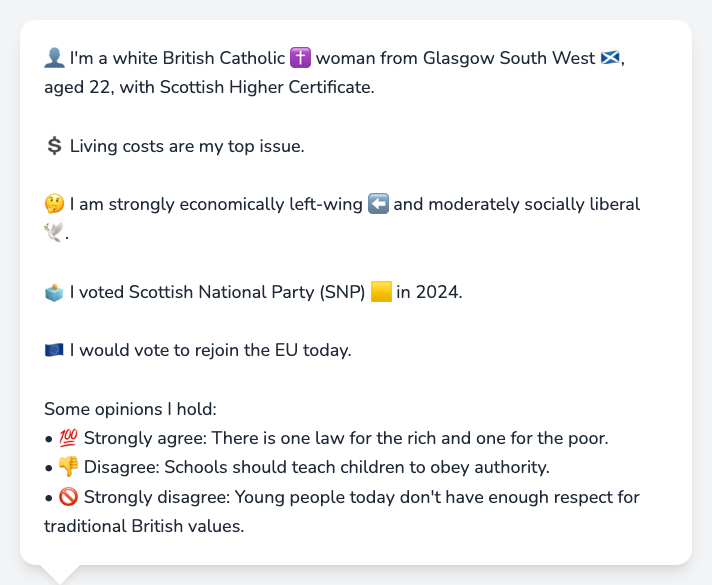 👤 I'm a white British Catholic ✝️ woman from Glasgow South West 🏴󠁧󠁢󠁳󠁣󠁴󠁿,
aged 22, with Scottish Higher Certificate.
💲 Living costs are my top issue.
🤔 I am strongly economically left-wing ⬅️ and moderately socially liberal
🕊️.
🗳️ I voted Scottish National Party (SNP) 🟨 in 2024.
🇪🇺 I would vote to rejoin the EU today.
Some opinions I hold:
• 💯 Strongly agree: There is one law for the rich and one for the poor.
• 👎 Disagree: Schools should teach children to obey authority.
• 🚫 Strongly disagree: Young people today don't have enough respect for
traditional British values.